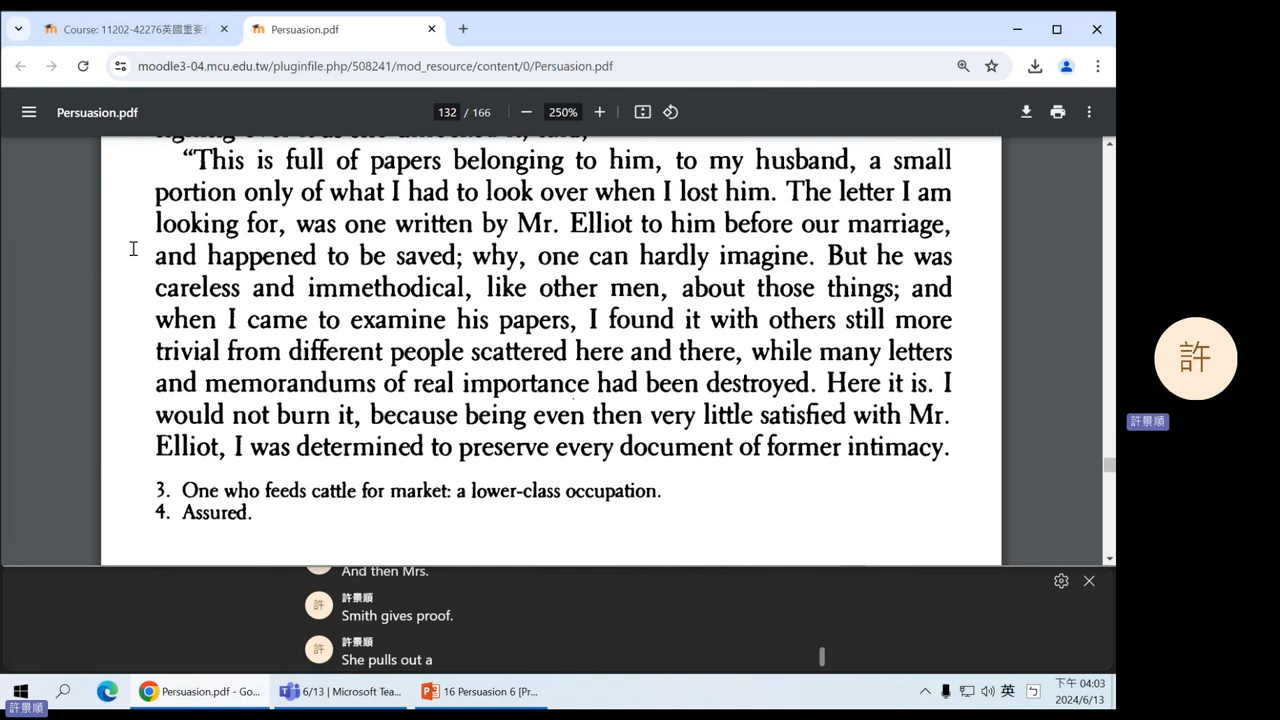 Course: 11202-42276英國重要
Persuasion.pdf
moodle3-04.mcu.edu.tw/pluginfile.php/508241/mod_resource/content/0/Persuasion.pdf
Persuasion.pdf
132 / 166
250%
“This is full of papers belonging to him, to my husband, a small
portion only of what I had to look over when I lost him. The letter I am
looking for, was one written by Mr. Elliot to him before our marriage,
and happened to be saved; why, one can hardly imagine. But he was
careless and immethodical, like other men, about those things; and
when I came to examine his papers, I found it with others still more
trivial from different people scattered here and there, while many letters
and memorandums of real importance had been destroyed. Here it is. I
would not burn it, because being even then very little satisfied with Mr.
Elliot, I was determined to preserve every document of former intimacy.
3. One who feeds cattle for market: a lower-class occupation.
4. Assured.
許
許景順
And then Mrs.
許
許景順
Smith gives proof.
許
許景順
She pulls out a
Persuasion.pdf - Go...
6/13 | Microsoft Tea...
16 Persuasion 6 [Pr...
英
下午 04:03
2024/6/13
許景順